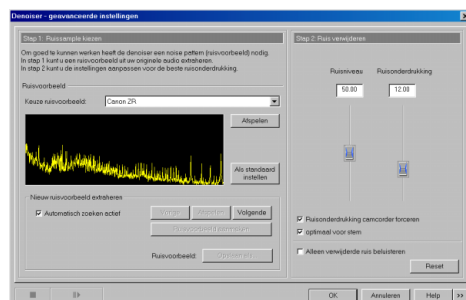 Denoiser - geavanceerde instellingen
Stap 1: Ruissample kiezen
Om goed te kunnen werken heeft de denoiser een noise pattern (ruisvoorbeeld) nodig.
In stap 1 kunt u een ruisvoorbeeld uit uw originele audio extraheren.
In stap 2 kunt u de instellingen aanpassen voor de beste ruisonderdrukking.
Ruisvoorbeeld
Keuze ruisvoorbeeld:
Canon ZR
Afspelen
Als standaard
instellen
Nieuw ruisvoorbeeld extraheren
Automatisch zoeken actief
Vorige
Afspelen
Volgende
Ruisvoorbeeld:
Stap 2: Ruis verwijderen
Ruisniveau
Ruisonderdrukking
50.00
12.00
Ruisonderdrukking camcorder forceren
optimaal voor stem
Alleen verwijderde ruis beluisteren
Reset
OK
Annuleren
Help
>>